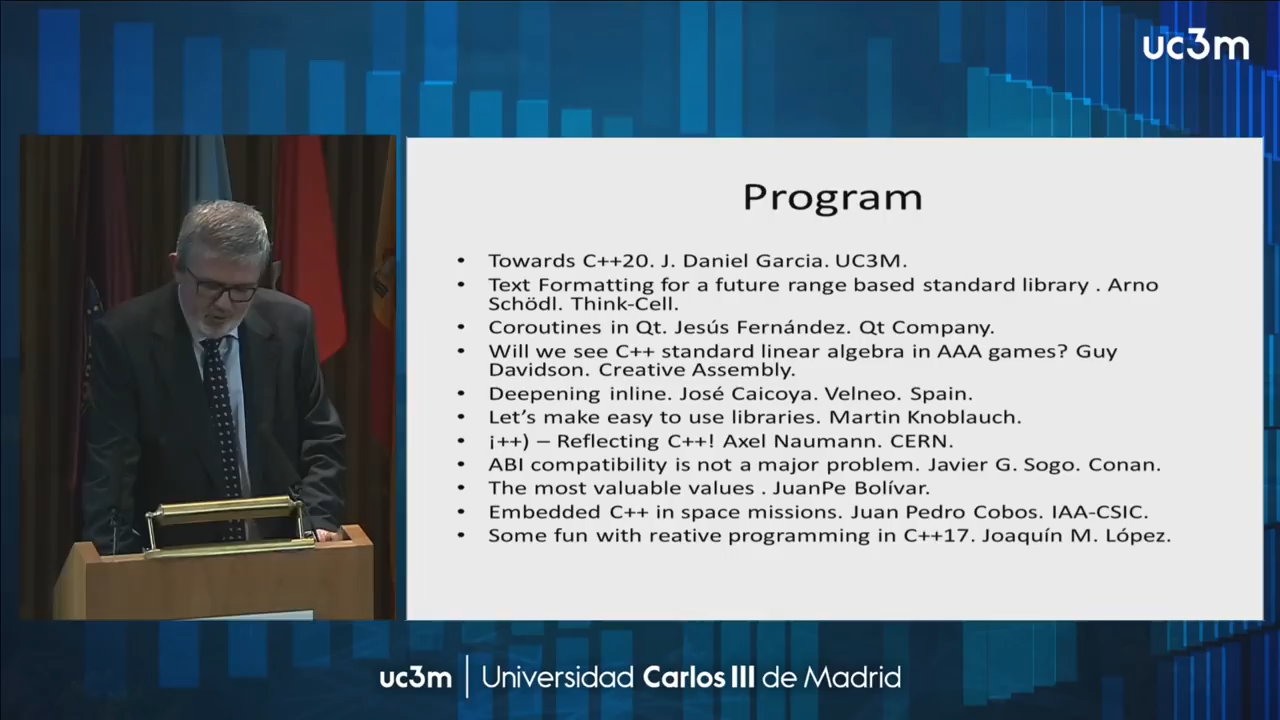 uc3m
Program
• Towards C++20. J. Daniel Garcia. UC3M.
• Text Formatting for a future range based standard library . Arno
Schödl. Think-Cell.
• Coroutines in Qt. Jesús Fernández. Qt Company.
• Will we see C++ standard linear algebra in AAA games? Guy
Davidson. Creative Assembly.
• Deepening inline. José Caicoya. Velneo. Spain.
• Let’s make easy to use libraries. Martin Knoblauch.
• ¡++) – Reflecting C++! Axel Naumann. CERN.
• ABI compatibility is not a major problem. Javier G. Sogo. Conan.
• The most valuable values . JuanPe Bolívar.
• Embedded C++ in space missions. Juan Pedro Cobos. IAA-CSIC.
• Some fun with reative programming in C++17. Joaquín M. López.
uc3m | Universidad Carlos III de Madrid